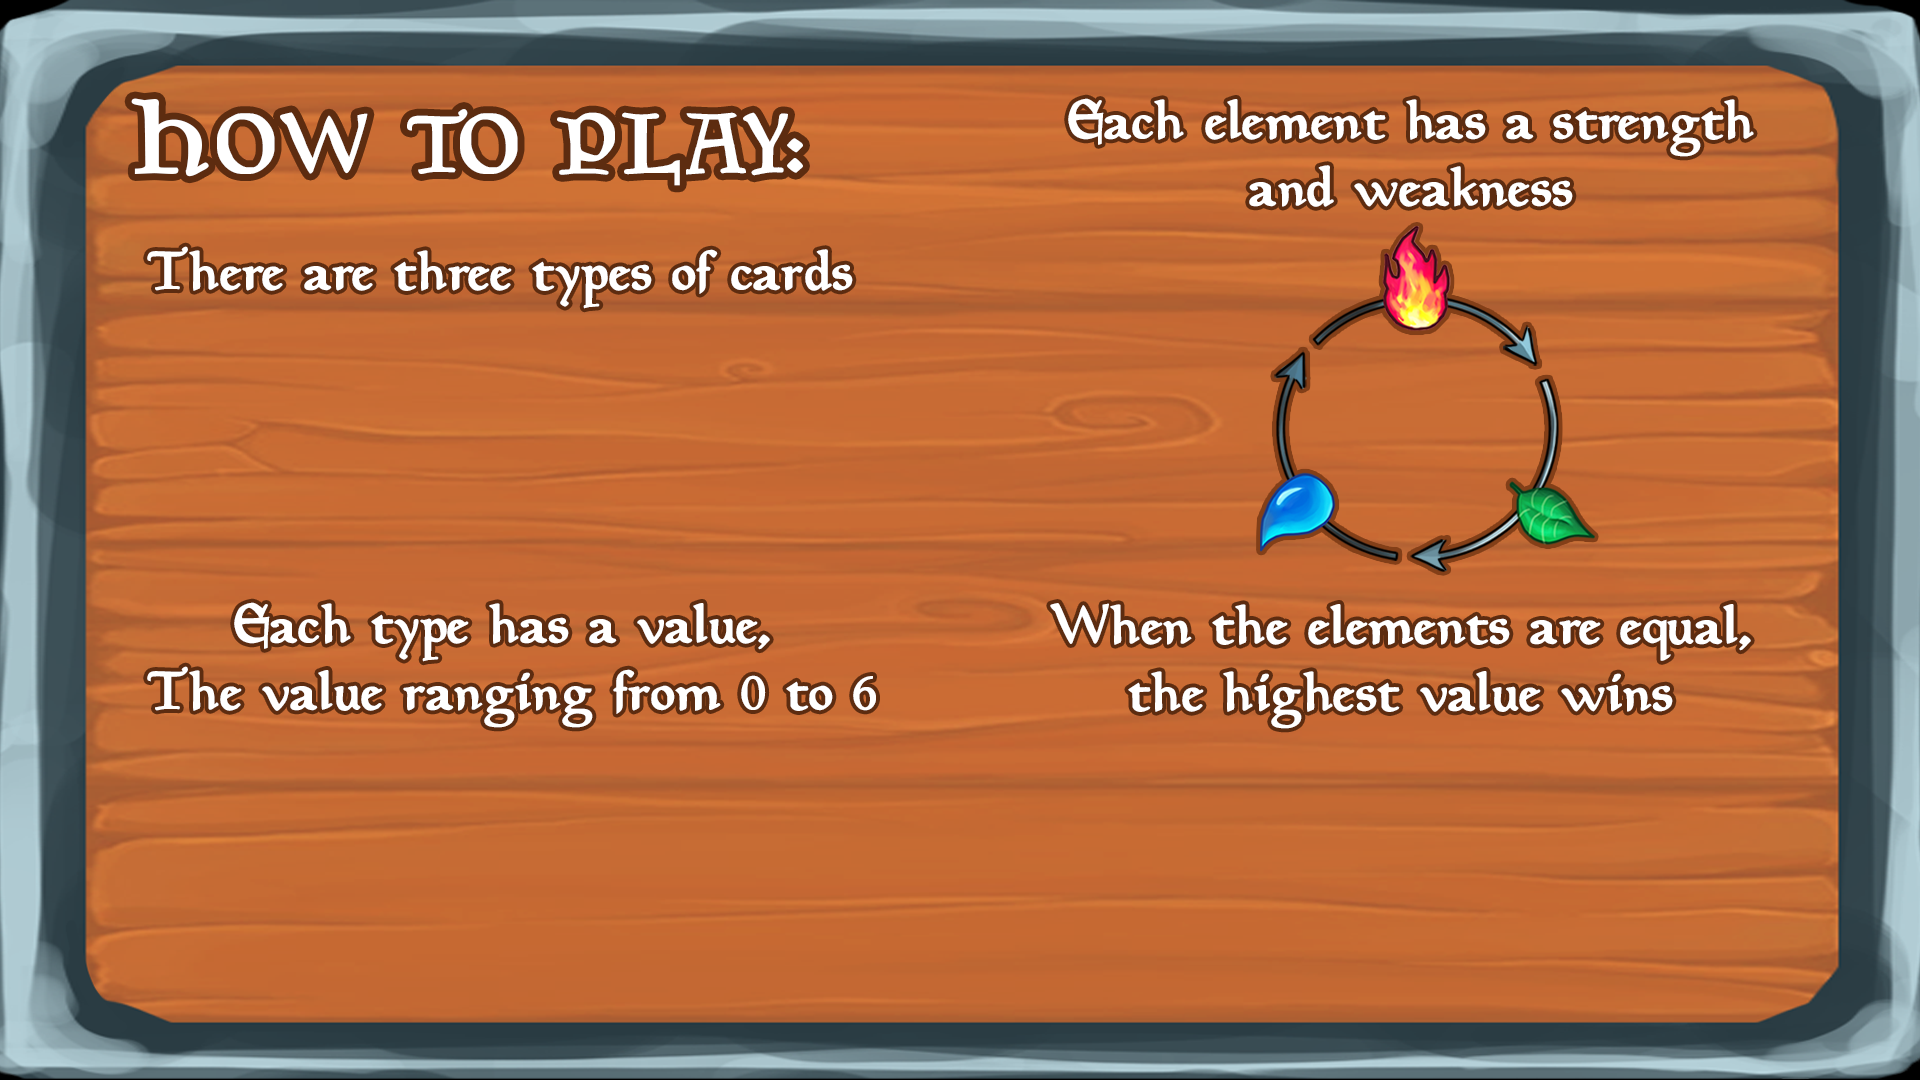 HOW TO PLAY:
There are three types of cards
Each type has a value,
The value ranging from 0 to 6
Each element has a strength
and weakness
When the elements are equal,
the highest value wins